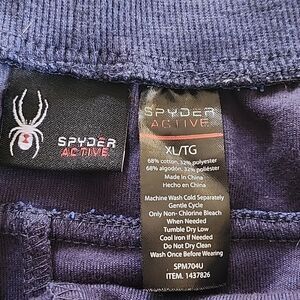 SPYDER
ACTIVE
SPYDER
ACTIVE
XL/TG
68% cotton, 32% polyester
68% algodón, 32% poliéster
Made in China
Hecho en China
Machine Wash Cold Separately
Gentle Cycle
Only Non- Chlorine Bleach
When Needed
Tumble Dry Low
Cool iron If Needed
Do Not Dry Clean
Wash Once Before Wearing
SPM704U
ITEM. 1437826